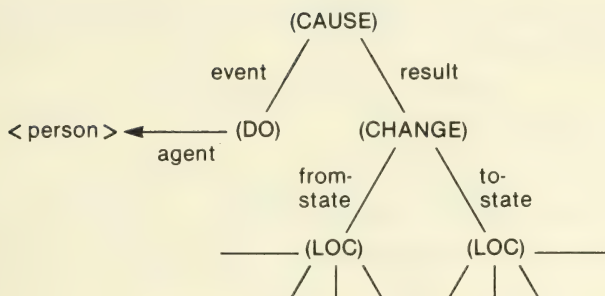 (CAUSE)
event result
<person> (DO) (CHANGE)
agent
from-
state
to-
state
(LOC) (LOC)